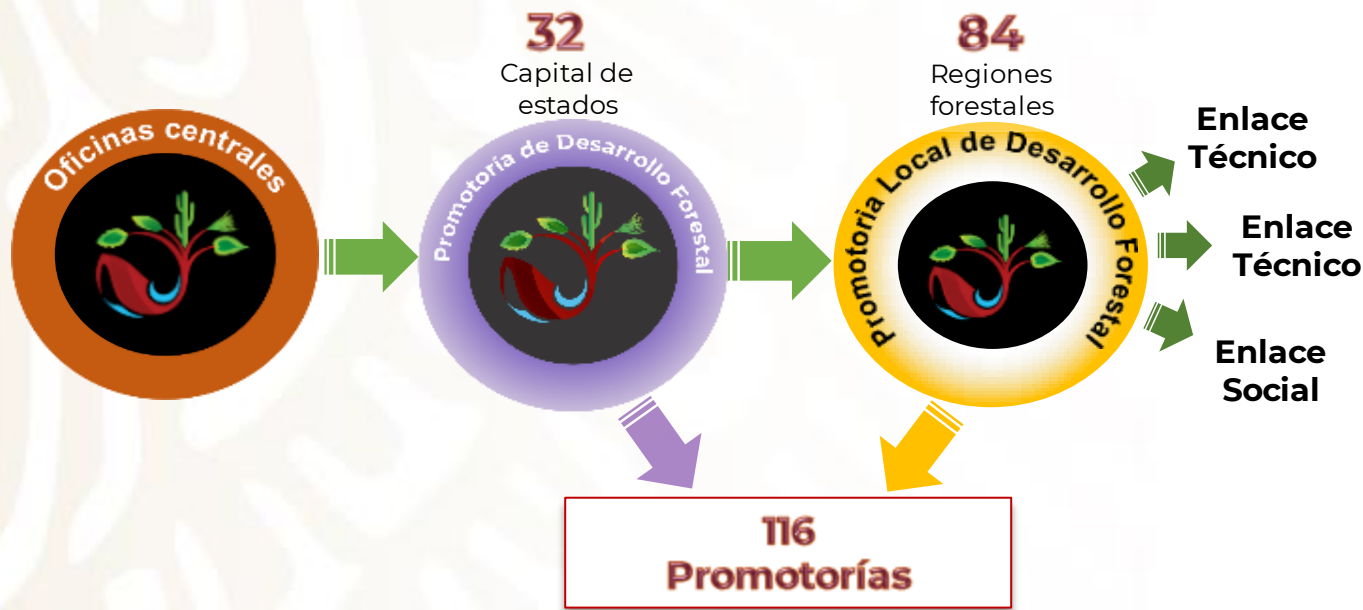 Oficinas centrales
32
Capital de
estados
Promotoría de Desarrollo Forestal
84
Regiones
forestales
Promotoria Local de Desarrollo Forestal
Enlace
Técnico
Enlace
Técnico
Enlace
Social
116
Promotorías